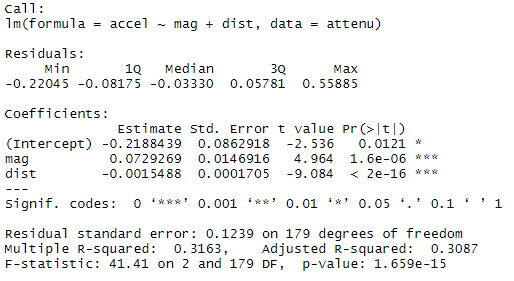 Call:
lm(formula = accel ~ mag + dist, data = attenu)
Residuals:
Min 1Q Median 3Q Max
-0.22045 -0.08175 -0.03330 0.05781 0.55885
Coefficients:
Estimate Std. Error t value Pr(>|t|)
(Intercept) -0.2188439 0.0862918 -2.536 0.0121 *
mag 0.0729269 0.0146916 4.964 1.6e-06 ***
dist -0.0015488 0.0001705 -9.084 < 2e-16 ***
---
Signif. codes: 0 ‘***’ 0.001 ‘**’ 0.01 ‘*’ 0.05 ‘.’ 0.1 ‘ ’ 1
Residual standard error: 0.1239 on 179 degrees of freedom
Multiple R-squared: 0.3163, Adjusted R-squared: 0.3087
F-statistic: 41.41 on 2 and 179 DF, p-value: 1.659e-15